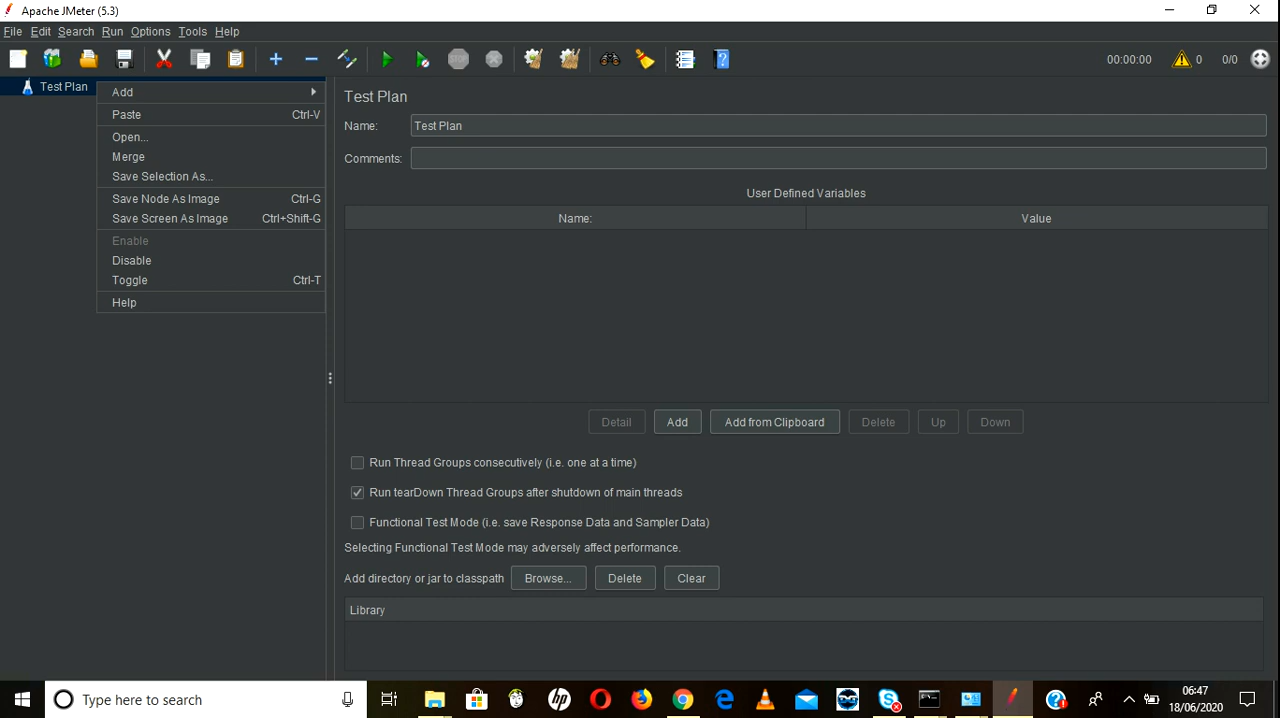 Apache JMeter (5.3)
File Edit Search Run Options Tools Help
STOP
00:00:00 0 0/0
Test Plan
Add
Paste Ctrl-V
Open...
Merge
Save Selection As...
Save Node As Image Ctrl-G
Save Screen As Image Ctrl+Shift-G
Enable
Disable
Toggle Ctrl-T
Help
Test Plan
Name: Test Plan
Comments:
User Defined Variables
Name: Value
Detail Add Add from Clipboard Delete Up Down
Run Thread Groups consecutively (i.e. one at a time)
Run tearDown Thread Groups after shutdown of main threads
Functional Test Mode (i.e. save Response Data and Sampler Data)
Selecting Functional Test Mode may adversely affect performance.
Add directory or jar to classpath Browse... Delete Clear
Library
Type here to search
hp
06:47
18/06/2020